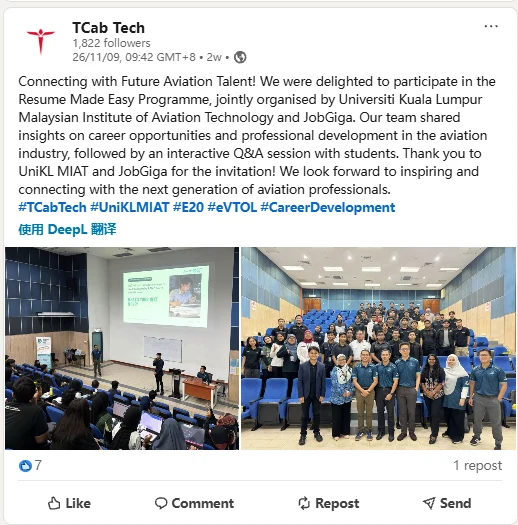 TCab Tech
1,822 followers
26/11/09, 09:42 GMT+8 • 2w •
Connecting with Future Aviation Talent! We were delighted to participate in the
Resume Made Easy Programme, jointly organised by Universiti Kuala Lumpur
Malaysian Institute of Aviation Technology and JobGiga. Our team shared
insights on career opportunities and professional development in the aviation
industry, followed by an interactive Q&A session with students. Thank you to
UniKL MIAT and JobGiga for the invitation! We look forward to inspiring and
connecting with the next generation of aviation professionals.
#TCabTech #UniKLMIAT #E20 #eVTOL #CareerDevelopment
使用 DeepL 翻译
7
1 repost
Like
Comment
Repost
Send